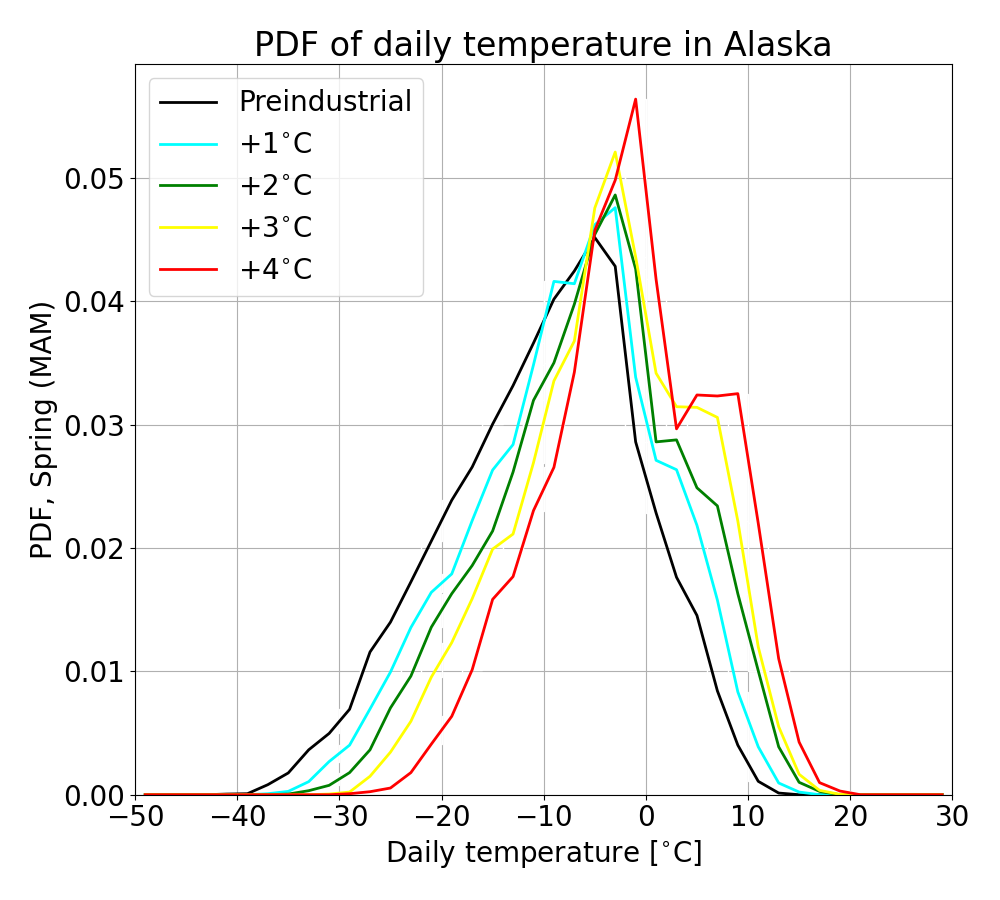 PDF of daily temperature in Alaska
Preindustrial
+1°C
+2°C
+3°C
+4°C
PDF, Spring (MAM)
0.05
0.04
0.03
0.02
0.01
0.00
−50 −40 −30 −20 −10 0 10 20 30
Daily temperature [°C]